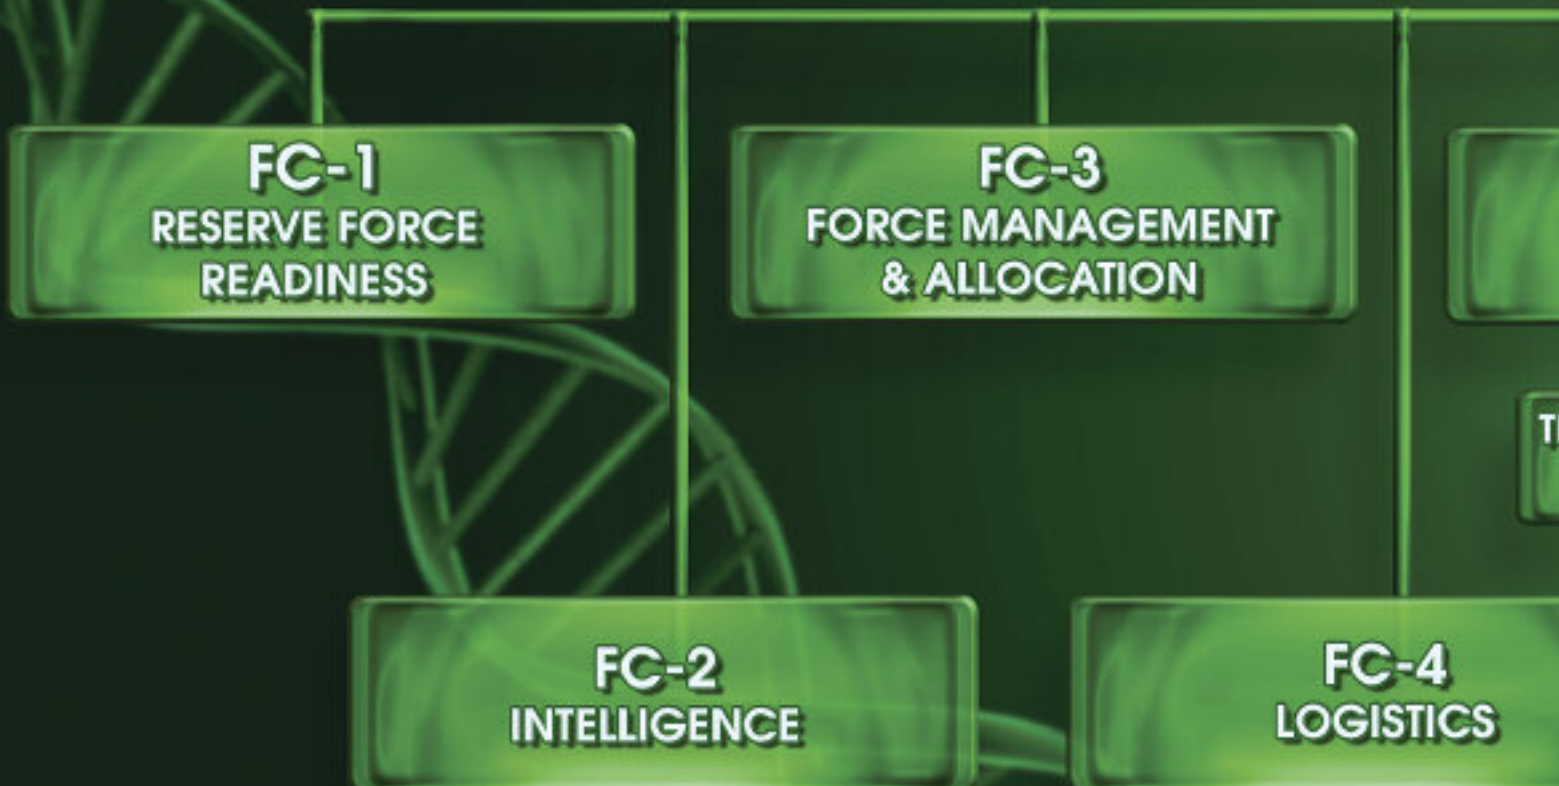 FC-1
RESERVE FORCE
READINESS
FC-3
FORCE MANAGEMENT
& ALLOCATION
FC-2
INTELLIGENCE
FC-4
LOGISTICS